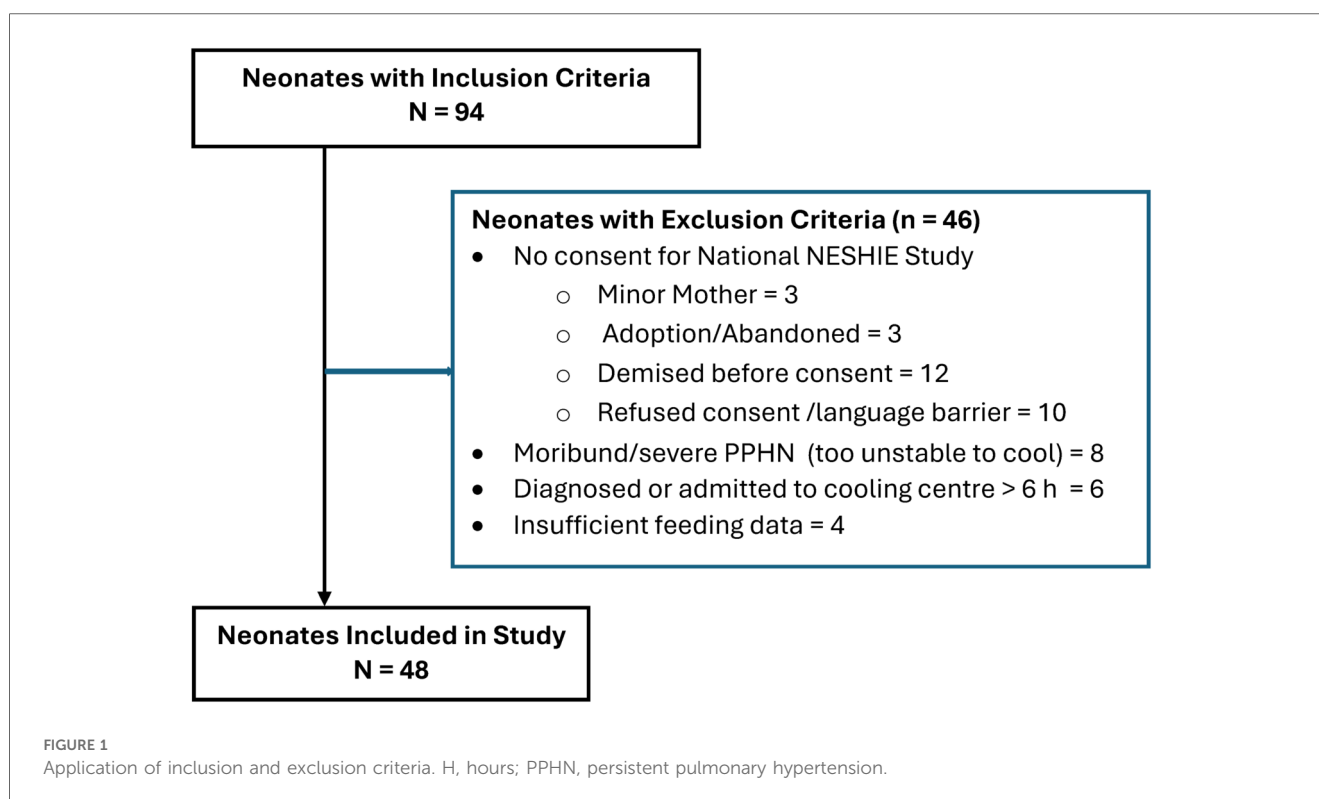 Neonates with Inclusion Criteria
N = 94
Neonates with Exclusion Criteria (n = 46)
• No consent for National NESHIE Study
o Minor Mother = 3
o Adoption/Abandoned = 3
o Demised before consent = 12
o Refused consent /language barrier = 10
• Moribund/severe PPHN (too unstable to cool) = 8
• Diagnosed or admitted to cooling centre > 6 h = 6
• Insufficient feeding data = 4
Neonates Included in Study
N = 48
FIGURE 1
Application of inclusion and exclusion criteria. H, hours; PPHN, persistent pulmonary hypertension.